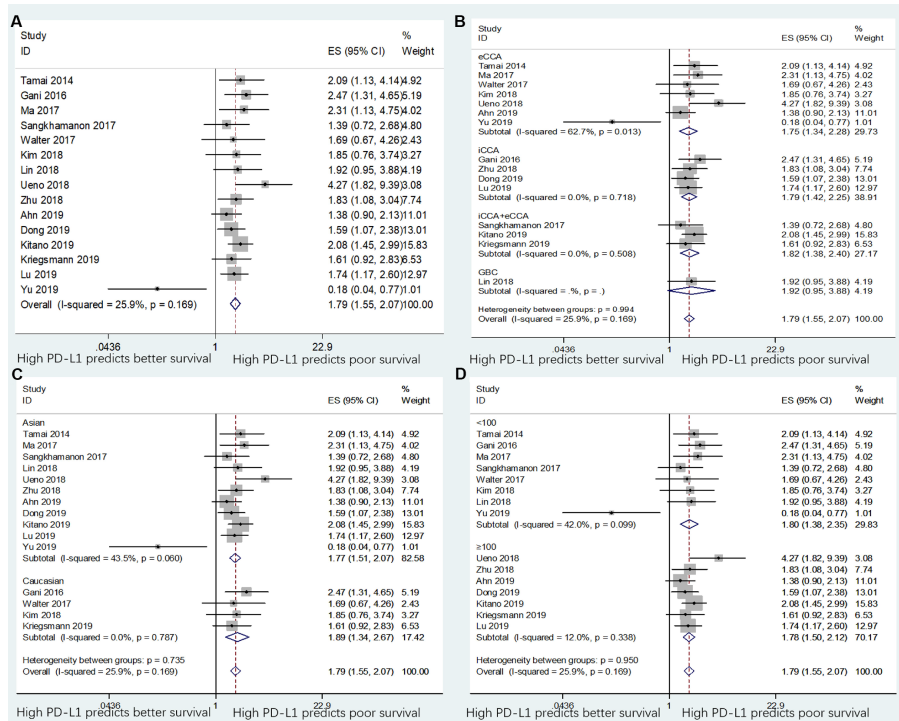 A
Study %
ID ES (95% CI) Weight
Tamai 2014 2.09 (1.13, 4.14)4.92
Gani 2016 2.47 (1.31, 4.65)5.19
Ma 2017 2.31 (1.13, 4.75)4.02
Sangkhamanon 2017 1.39 (0.72, 2.68)4.80
Walter 2017 1.69 (0.67, 4.26)2.43
Kim 2018 1.85 (0.76, 3.74)3.27
Lin 2018 1.92 (0.95, 3.88)4.19
Ueno 2018 4.27 (1.82, 9.39)3.08
Zhu 2018 1.83 (1.08, 3.04)7.74
Ahn 2019 1.38 (0.90, 2.13)11.01
Dong 2019 1.59 (1.07, 2.38)13.01
Kitano 2019 2.08 (1.45, 2.99)15.83
Kriegsmann 2019 1.61 (0.92, 2.83)6.53
Lu 2019 1.74 (1.17, 2.60)12.97
Yu 2019 0.18 (0.04, 0.77)1.01
Overall (I-squared = 25.9%, p = 0.169) 1.79 (1.55, 2.07)100.00
.0436 1 22.9
High PD-L1 predicts better survival High PD-L1 predicts poor survival
B
Study %
ID ES (95% CI) Weight
eCCA
Tamai 2014 2.09 (1.13, 4.14) 4.92
Ma 2017 2.31 (1.13, 4.75) 4.02
Walter 2017 1.69 (0.67, 4.26) 2.43
Kim 2018 1.85 (0.76, 3.74) 3.27
Ueno 2018 4.27 (1.82, 9.39) 3.08
Ahn 2019 1.38 (0.90, 2.13) 11.01
Yu 2019 0.18 (0.04, 0.77) 1.01
Subtotal (I-squared = 62.7%, p = 0.013) 1.75 (1.34, 2.28) 29.73
iCCA
Gani 2016 2.47 (1.31, 4.65) 5.19
Zhu 2018 1.83 (1.08, 3.04) 7.74
Dong 2019 1.59 (1.07, 2.38) 13.01
Lu 2019 1.74 (1.17, 2.60) 12.97
Subtotal (I-squared = 0.0%, p = 0.718) 1.79 (1.42, 2.25) 38.91
iCCA+eCCA
Sangkhamanon 2017 1.39 (0.72, 2.68) 4.80
Kitano 2019 2.08 (1.45, 2.99) 15.83
Kriegsmann 2019 1.61 (0.92, 2.83) 6.53
Subtotal (I-squared = 0.0%, p = 0.508) 1.82 (1.38, 2.40) 27.17
GBC
Lin 2018 1.92 (0.95, 3.88) 4.19
Subtotal (I-squared = .%, p = .) 1.92 (0.95, 3.88) 4.19
Heterogeneity between groups: p = 0.994
Overall (I-squared = 25.9%, p = 0.169) 1.79 (1.55, 2.07) 100.00
.0436 1 22.9
High PD-L1 predicts better survival High PD-L1 predicts poor survival
C
Study %
ID ES (95% CI) Weight
Asian
Tamai 2014 2.09 (1.13, 4.14) 4.92
Ma 2017 2.31 (1.13, 4.75) 4.02
Sangkhamanon 2017 1.39 (0.72, 2.68) 4.80
Lin 2018 1.92 (0.95, 3.88) 4.19
Ueno 2018 4.27 (1.82, 9.39) 3.08
Zhu 2018 1.83 (1.08, 3.04) 7.74
Ahn 2019 1.38 (0.90, 2.13) 11.01
Dong 2019 1.59 (1.07, 2.38) 13.01
Kitano 2019 2.08 (1.45, 2.99) 15.83
Lu 2019 1.74 (1.17, 2.60) 12.97
Yu 2019 0.18 (0.04, 0.77) 1.01
Subtotal (I-squared = 43.5%, p = 0.060) 1.77 (1.51, 2.07) 82.58
Caucasian
Gani 2016 2.47 (1.31, 4.65) 5.19
Walter 2017 1.69 (0.67, 4.26) 2.43
Kim 2018 1.85 (0.76, 3.74) 3.27
Kriegsmann 2019 1.61 (0.92, 2.83) 6.53
Subtotal (I-squared = 0.0%, p = 0.787) 1.89 (1.34, 2.67) 17.42
Heterogeneity between groups: p = 0.735
Overall (I-squared = 25.9%, p = 0.169) 1.79 (1.55, 2.07) 100.00
.0436 1 22.9
High PD-L1 predicts better survival High PD-L1 predicts poor survival
D
Study %
ID ES (95% CI) Weight
<100
Tamai 2014 2.09 (1.13, 4.14) 4.92
Gani 2016 2.47 (1.31, 4.65) 5.19
Ma 2017 2.31 (1.13, 4.75) 4.02
Sangkhamanon 2017 1.39 (0.72, 2.68) 4.80
Walter 2017 1.69 (0.67, 4.26) 2.43
Kim 2018 1.85 (0.76, 3.74) 3.27
Lin 2018 1.92 (0.95, 3.88) 4.19
Yu 2019 0.18 (0.04, 0.77) 1.01
Subtotal (I-squared = 42.0%, p = 0.099) 1.80 (1.38, 2.35) 29.83
≥100
Ueno 2018 4.27 (1.82, 9.39) 3.08
Zhu 2018 1.83 (1.08, 3.04) 7.74
Ahn 2019 1.38 (0.90, 2.13) 11.01
Dong 2019 1.59 (1.07, 2.38) 13.01
Kitano 2019 2.08 (1.45, 2.99) 15.83
Kriegsmann 2019 1.61 (0.92, 2.83) 6.53
Lu 2019 1.74 (1.17, 2.60) 12.97
Subtotal (I-squared = 12.0%, p = 0.338) 1.78 (1.50, 2.12) 70.17
Heterogeneity between groups: p = 0.950
Overall (I-squared = 25.9%, p = 0.169) 1.79 (1.55, 2.07) 100.00
.0436 1 22.9
High PD-L1 predicts better survival High PD-L1 predicts poor survival